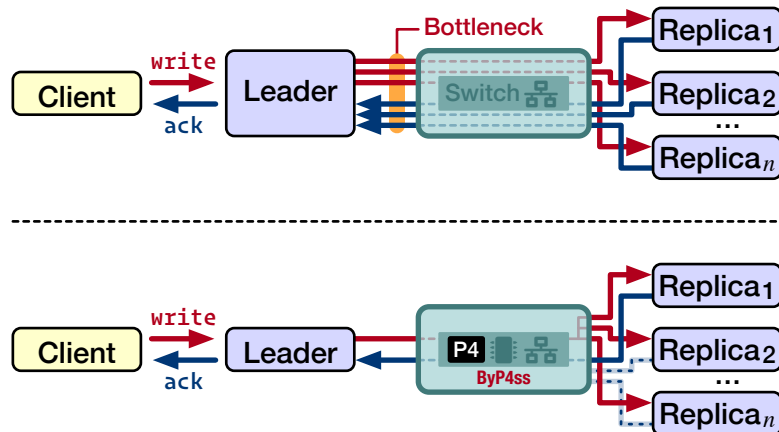 Bottleneck
Replica1
write
Client
Leader
Switch
Replica2
ack
...
Replican
Replica1
write
Client
Leader
P4
Replica2
ack
ByP4ss
...
Replican